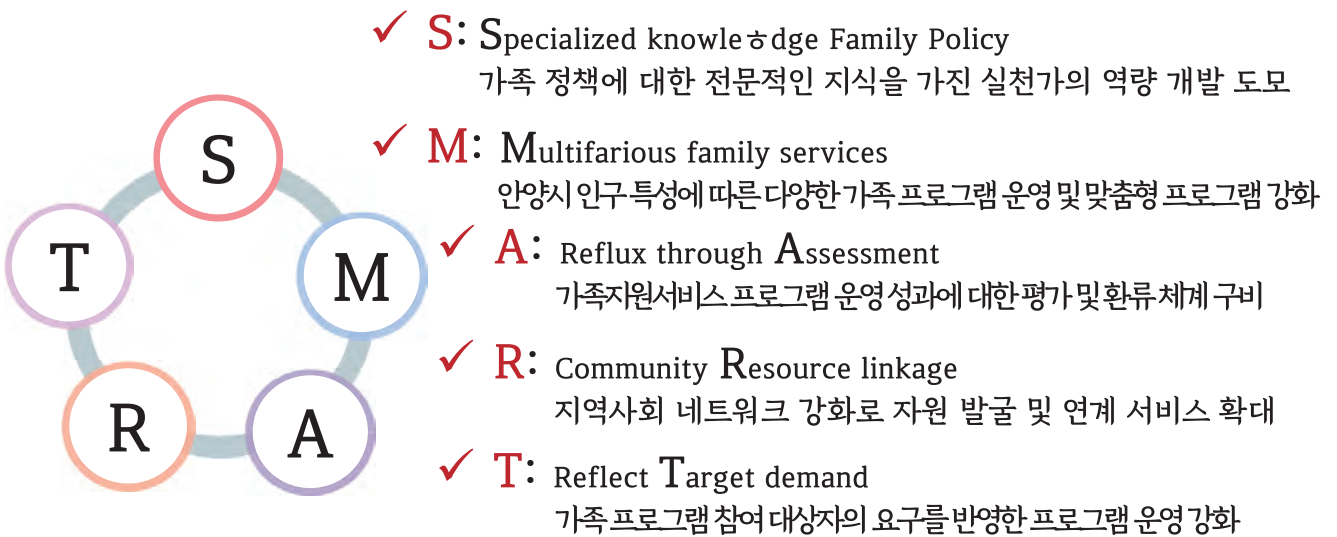 S
M
A
R
T
✓ S: Specialized knowleㅎdge Family Policy
가족 정책에 대한 전문적인 지식을 가진 실천가의 역량 개발 도모
✓ M: Multifarious family services
안양시 인구 특성에 따른 다양한 가족 프로그램 운영 및 맞춤형 프로그램 강화
✓ A: Reflux through Assessment
가족자원서비스 프로그램 운영 성과에 대한 평가 및 환류 체계 구비
✓ R: Community Resource linkage
지역사회 네트워크 강화로 자원 발굴 및 연계 서비스 확대
✓ T: Reflect Target demand
가족 프로그램 참여 대상자의 요구를 반영한 프로그램 운영 강화